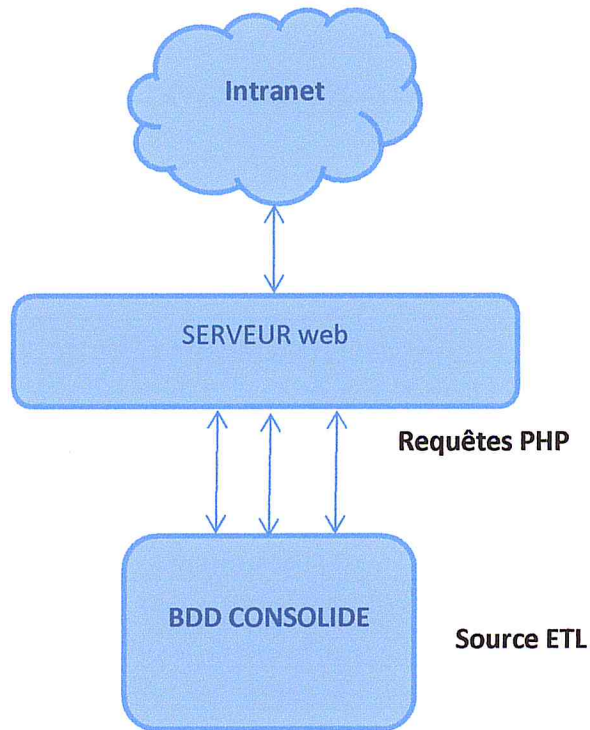 Intranet
SERVEUR web
Requêtes PHP
BDD CONSOLIDE
Source ETL